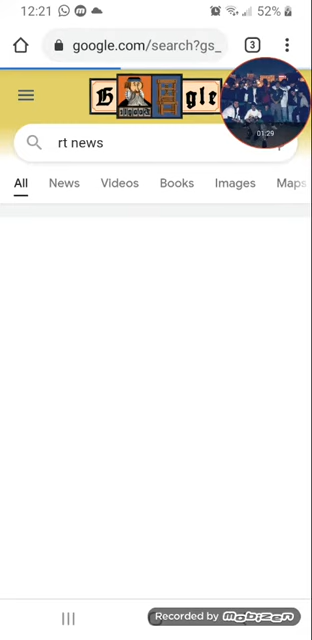 12:21
52%
google.com/search?gs_
3
G gle
01:29
rt news
All News Videos Books Images Maps
Recorded by mobizen